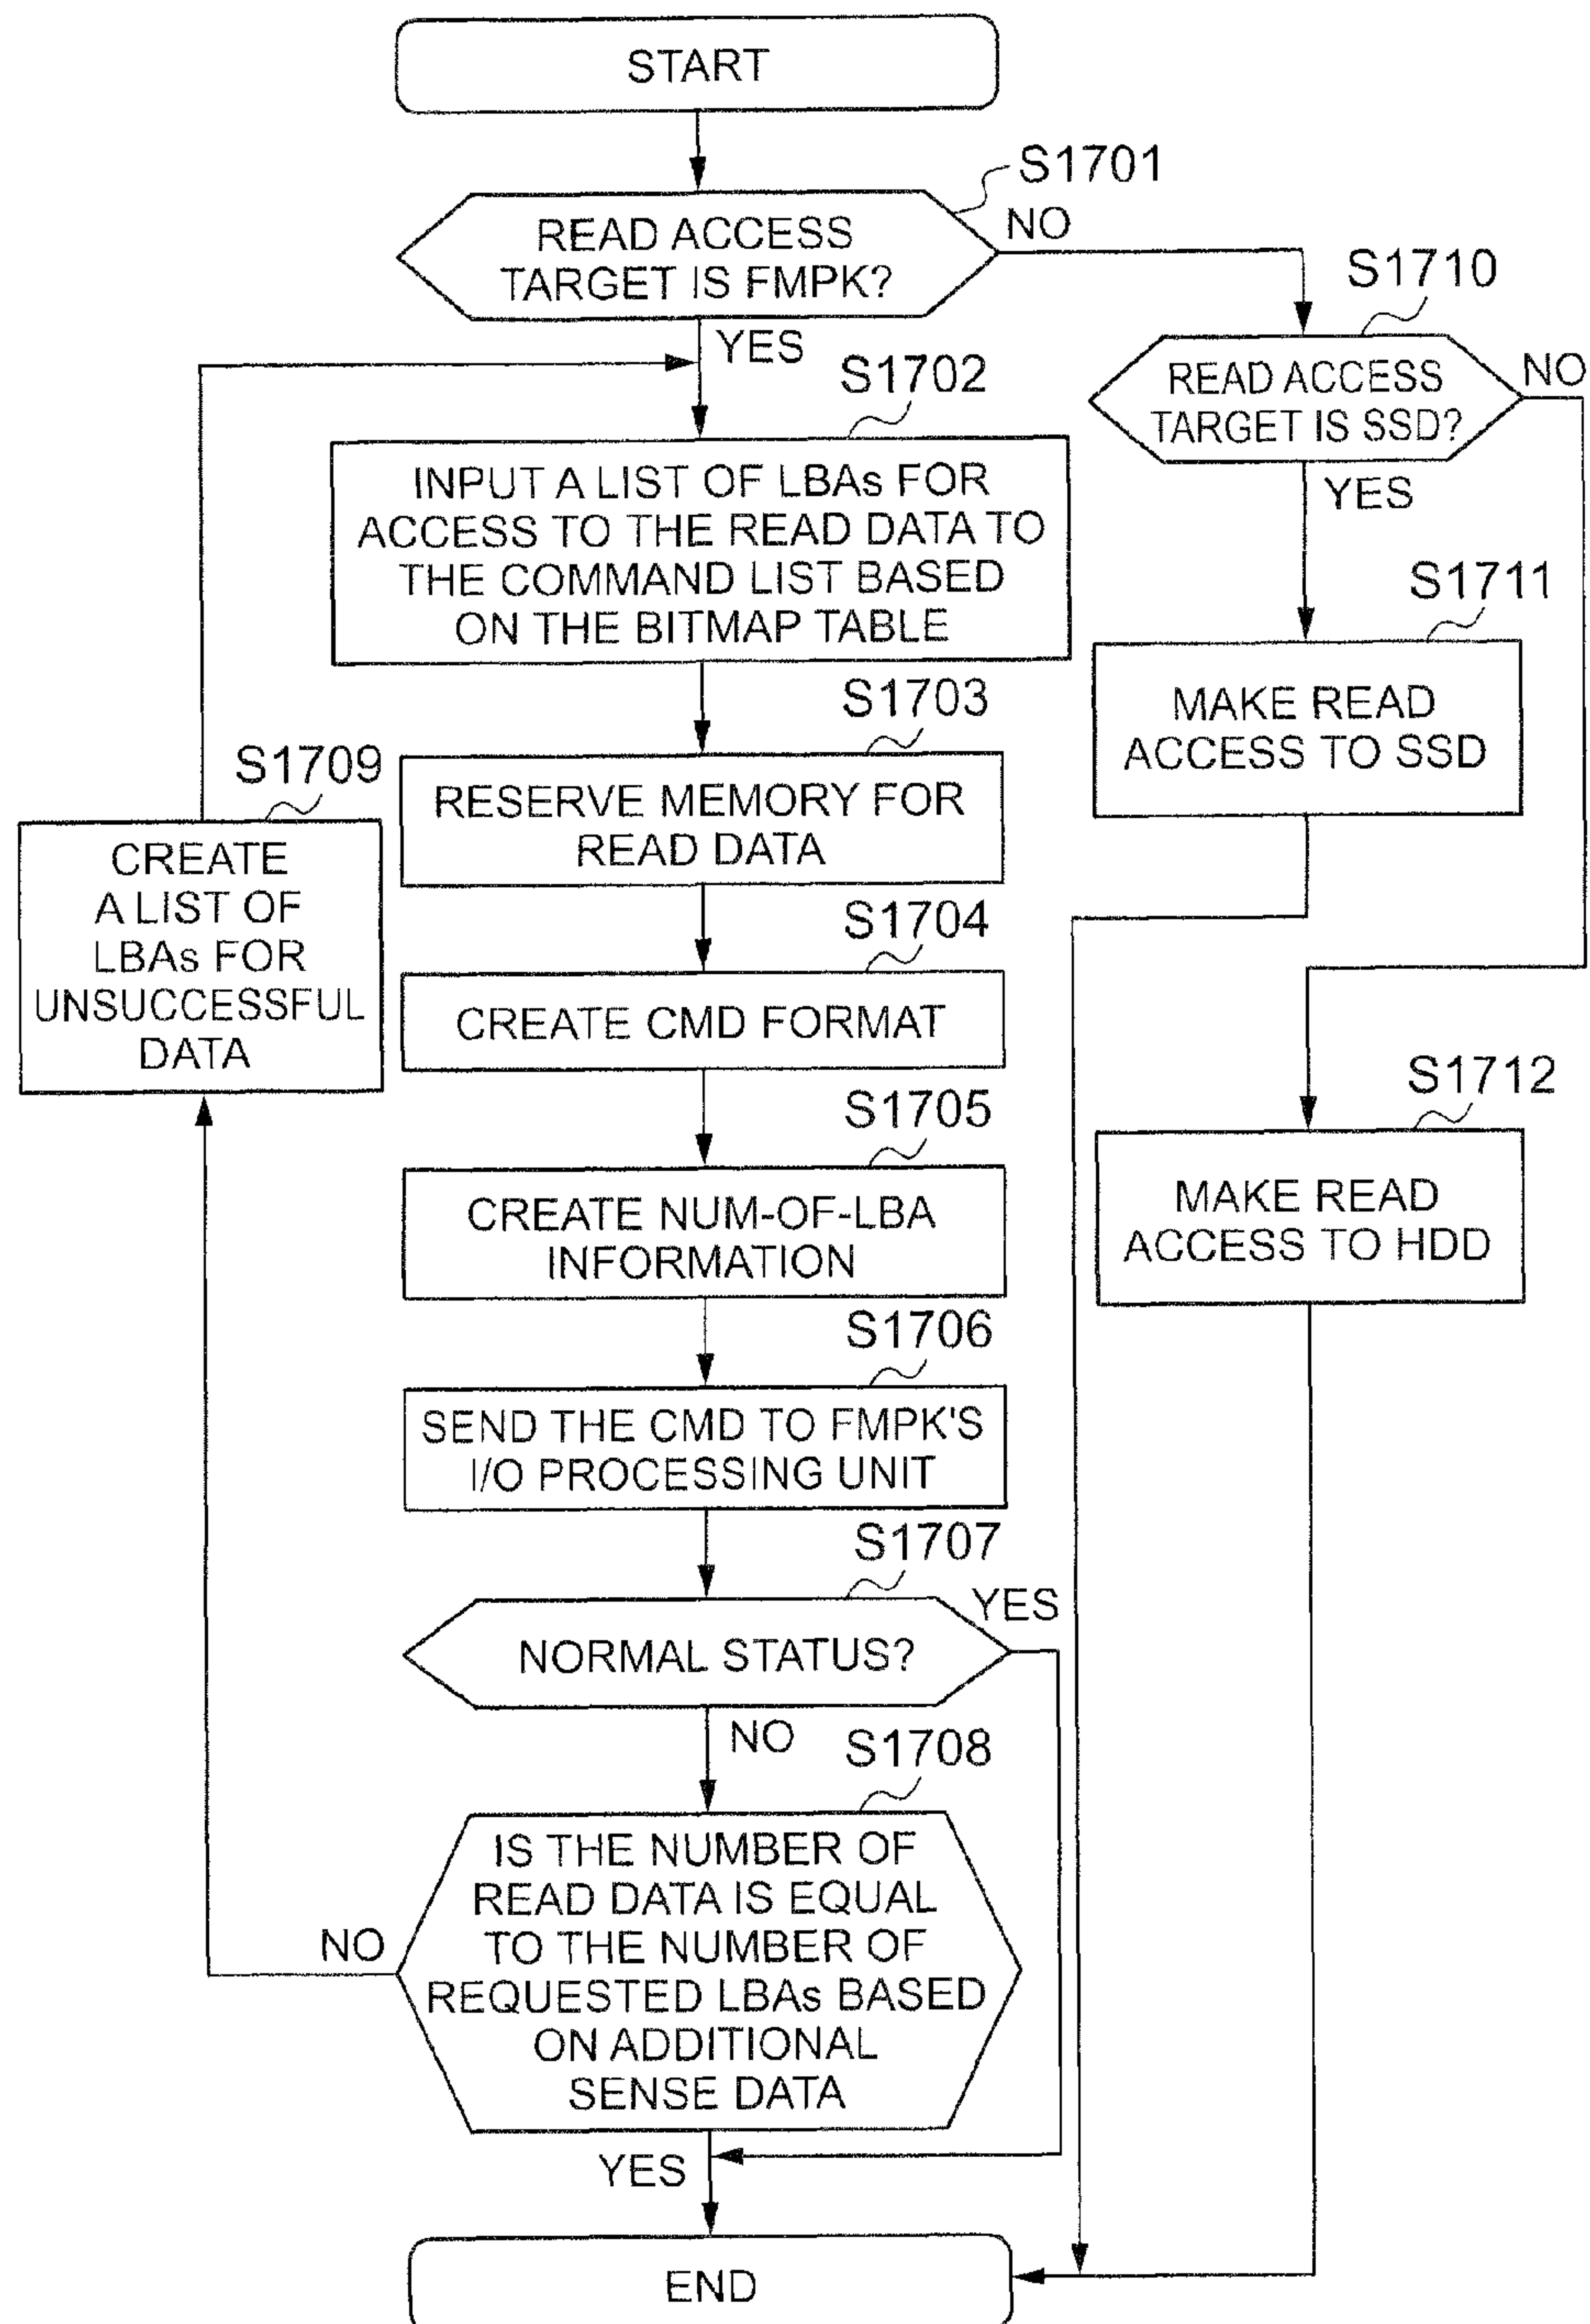 START
S1701
READ ACCESS
TARGET IS FMPK?
NO
YES
S1710
READ ACCESS
TARGET IS SSD?
NO
YES
S1702
INPUT A LIST OF LBAs FOR
ACCESS TO THE READ DATA TO
THE COMMAND LIST BASED
ON THE BITMAP TABLE
S1711
MAKE READ
ACCESS TO SSD
S1703
RESERVE MEMORY FOR
READ DATA
S1709
CREATE
A LIST OF
LBAs FOR
UNSUCCESSFUL
DATA
S1704
CREATE CMD FORMAT
S1712
MAKE READ
ACCESS TO HDD
S1705
CREATE NUM-OF-LBA
INFORMATION
S1706
SEND THE CMD TO FMPK'S
I/O PROCESSING UNIT
S1707
NORMAL STATUS?
YES
NO
S1708
IS THE NUMBER OF
READ DATA IS EQUAL
TO THE NUMBER OF
REQUESTED LBAs BASED
ON ADDITIONAL
SENSE DATA
NO
YES
END